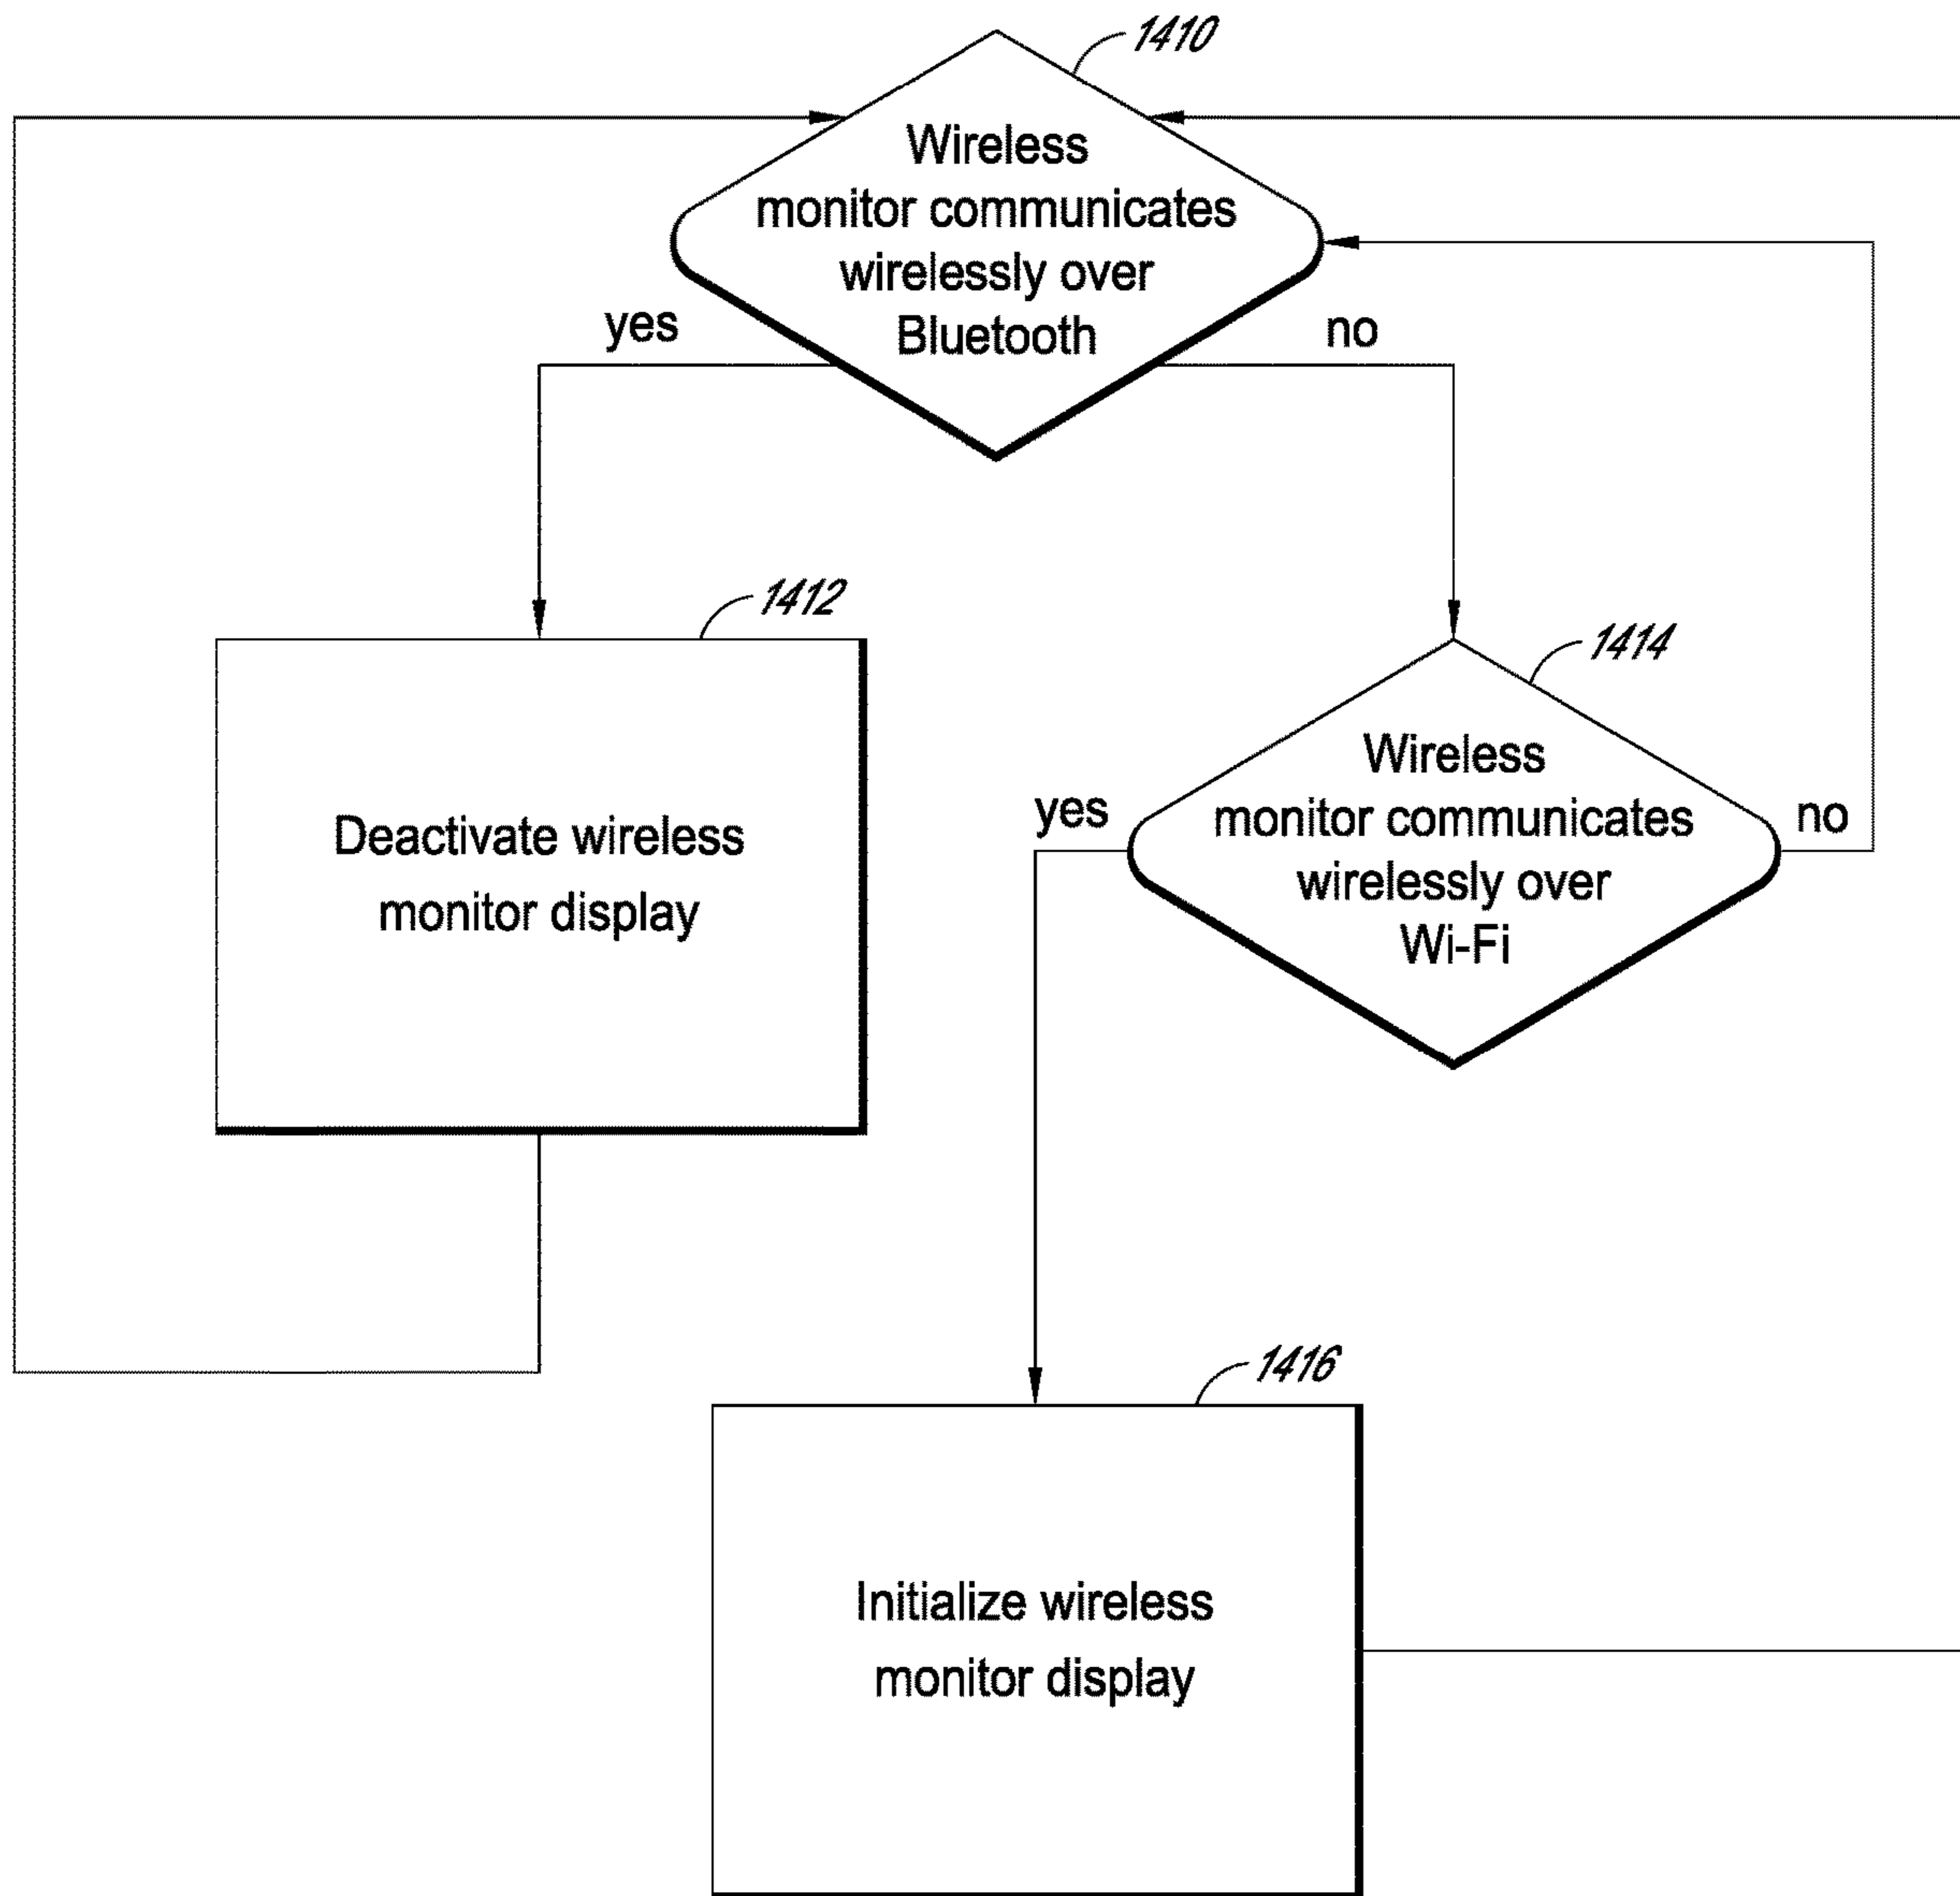 1410
Wireless
monitor communicates
wirelessly over
Bluetooth
yes
no
1412
Deactivate wireless
monitor display
1414
Wireless
monitor communicates
wirelessly over
Wi-Fi
yes
no
1416
Initialize wireless
monitor display